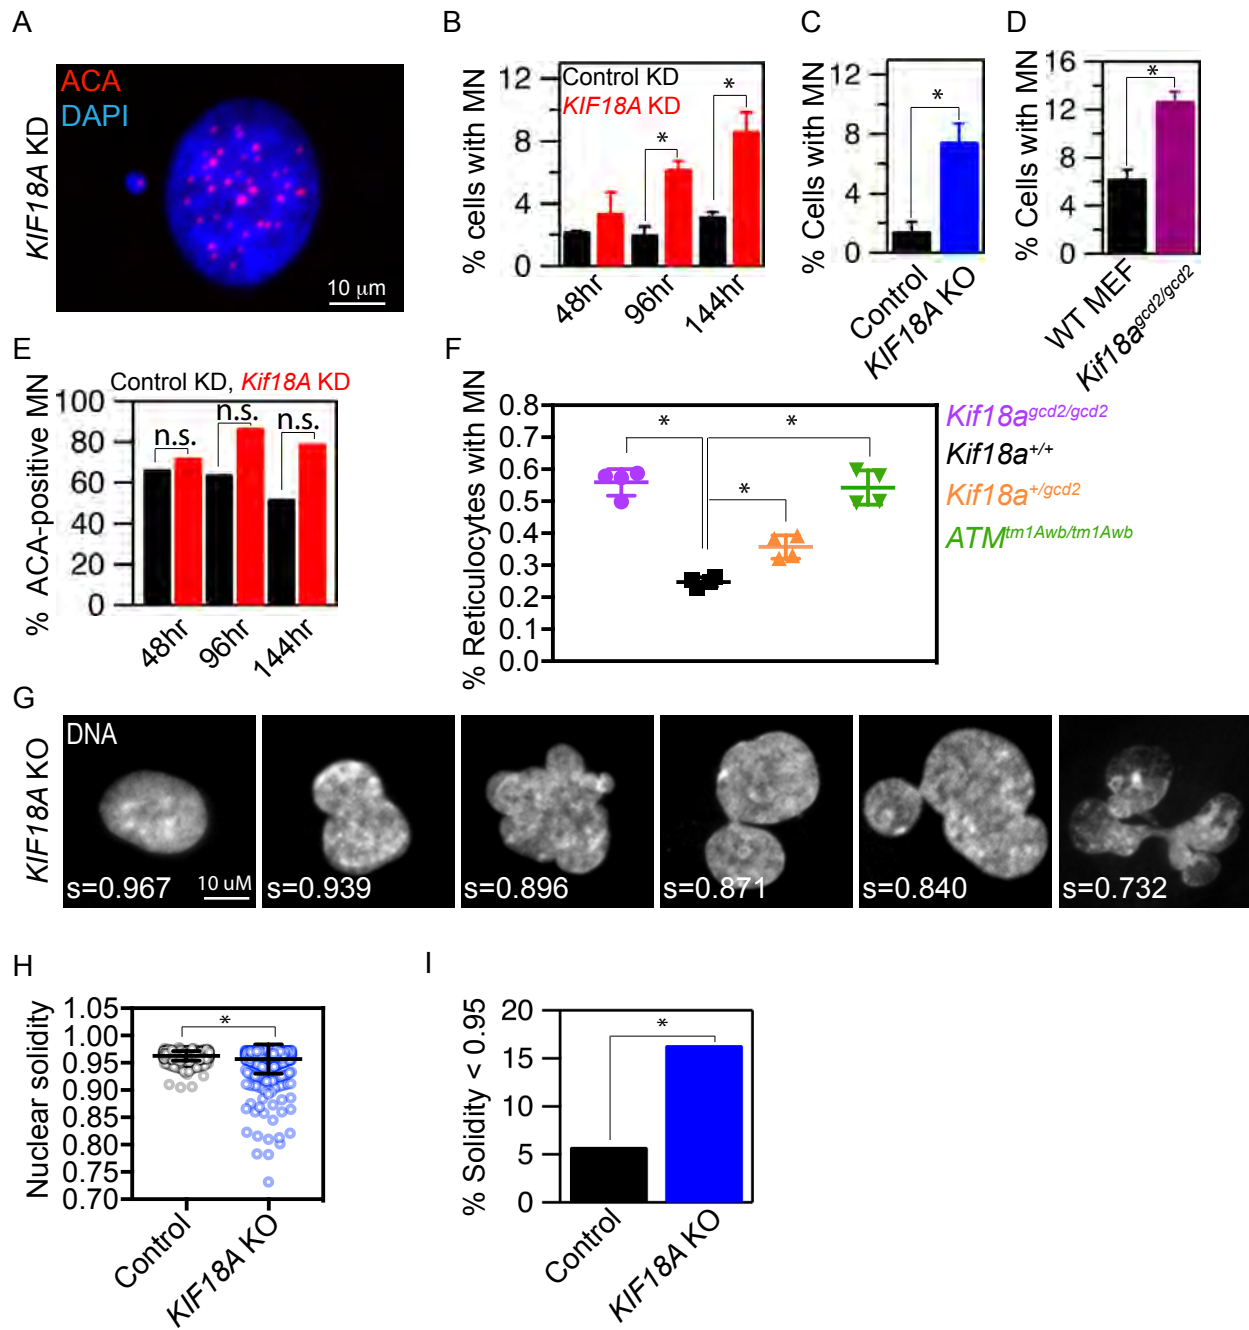 A
ACA
DAPI
KIF18A KD
10 μm
B
% cells with MN
12
8
4
0
Control KD
KIF18A KD
*
*
48hr
96hr
144hr
C
% Cells with MN
12
8
4
0
*
Control
KIF18A KO
D
% Cells with MN
16
12
8
4
0
*
WT MEF
Kif18a^gcd2/gcd2
E
% ACA-positive MN
Control KD, Kif18A KD
100
80
60
40
20
0
n.s.
n.s.
n.s.
48hr
96hr
144hr
F
% Reticulocytes with MN
0.8
0.7
0.6
0.5
0.4
0.3
0.2
0.1
0.0
*
*
*
Kif18a^gcd2/gcd2
Kif18a^+/+
Kif18a^+/gcd2
ATM^tm1Awb/tm1Awb
G
KIF18A KO
DNA
s=0.967
10 uM
s=0.939
s=0.896
s=0.871
s=0.840
s=0.732
H
Nuclear solidity
1.05
1.00
0.95
0.90
0.85
0.80
0.75
0.70
*
Control
KIF18A KO
I
% Solidity < 0.95
20
15
10
5
0
*
Control
KIF18A KO